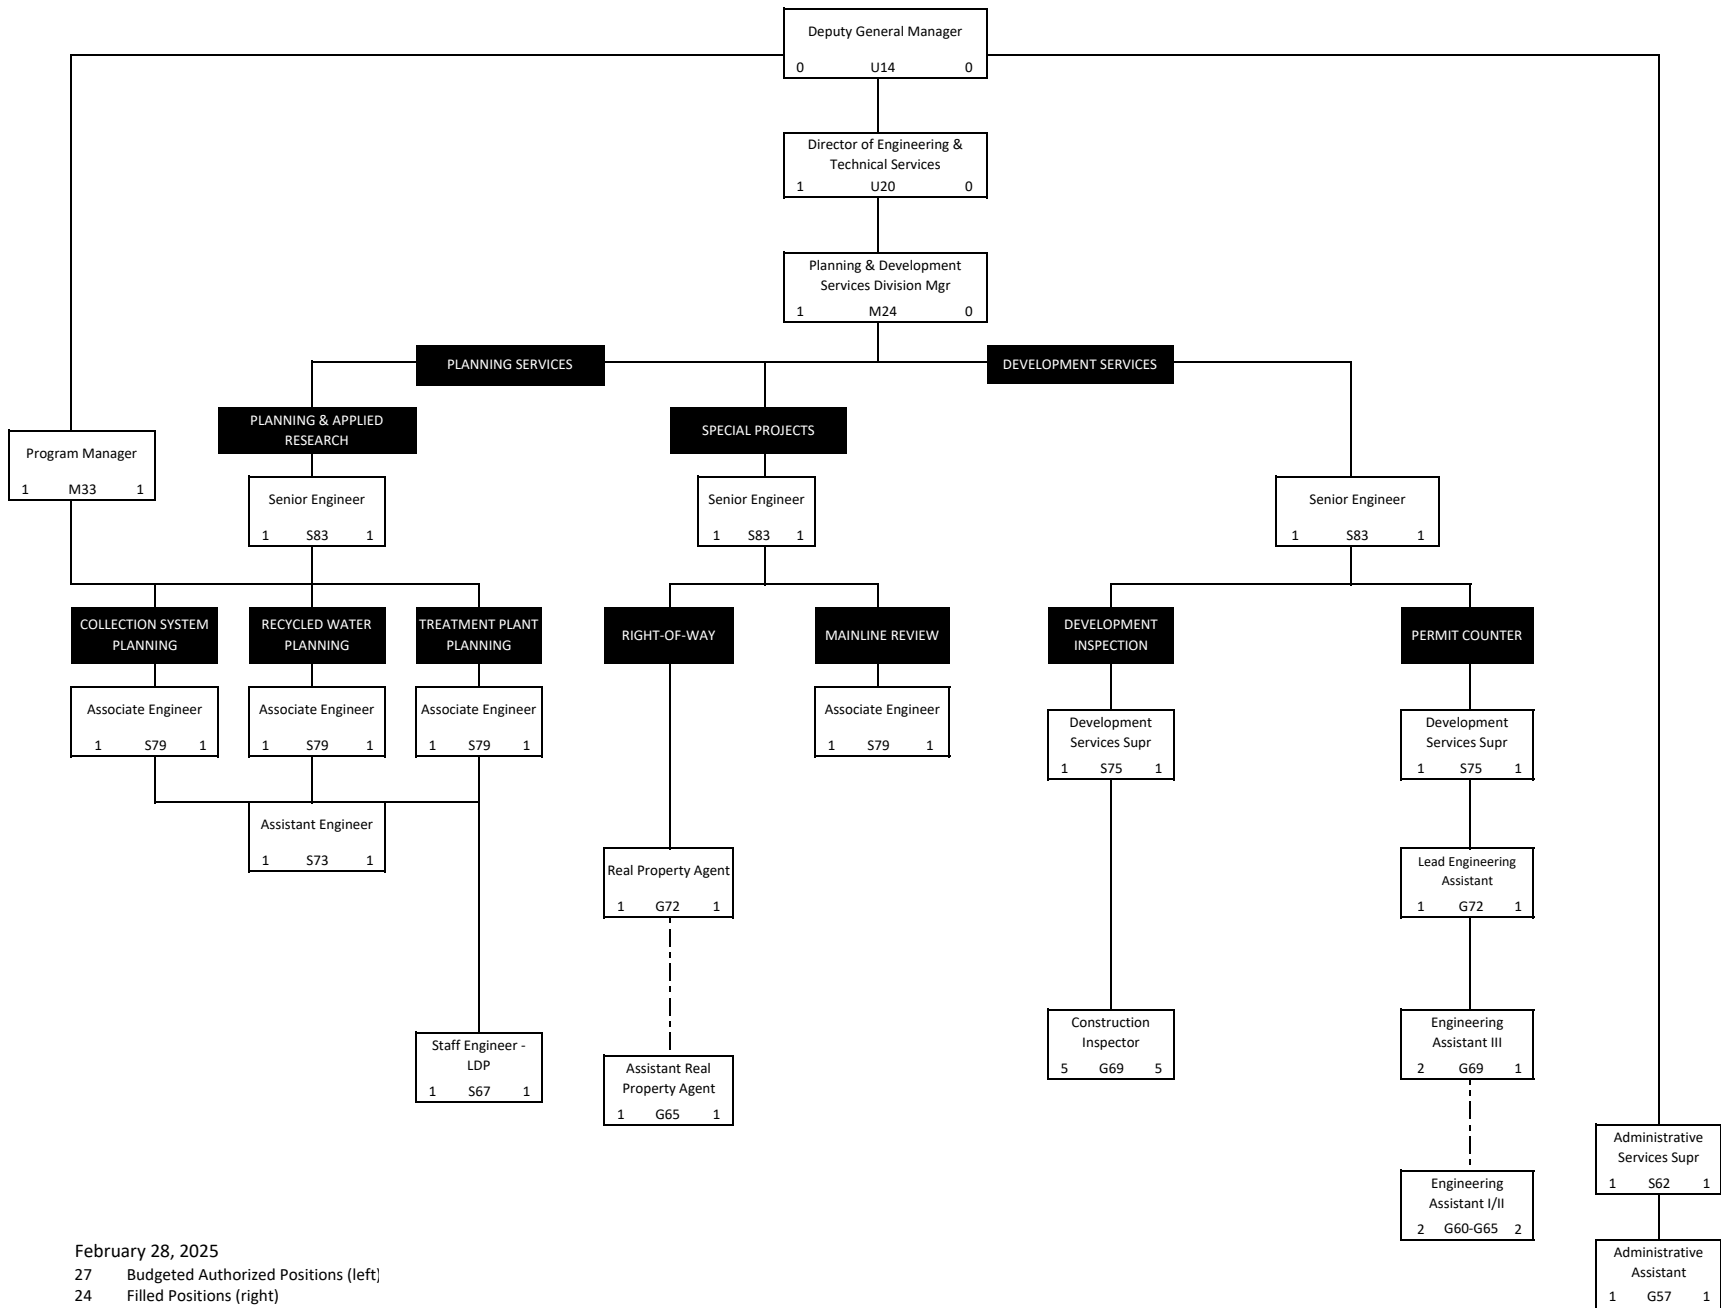 Deputy General Manager
0 U14 0
Director of Engineering &
Technical Services
1 U20 0
Planning & Development
Services Division Mgr
1 M24 0
PLANNING SERVICES
DEVELOPMENT SERVICES
PLANNING & APPLIED
RESEARCH
SPECIAL PROJECTS
Program Manager
1 M33 1
Senior Engineer
1 S83 1
Senior Engineer
1 S83 1
Senior Engineer
1 S83 1
COLLECTION SYSTEM
PLANNING
RECYCLED WATER
PLANNING
TREATMENT PLANT
PLANNING
RIGHT-OF-WAY
MAINLINE REVIEW
DEVELOPMENT
INSPECTION
PERMIT COUNTER
Associate Engineer
1 S79 1
Associate Engineer
1 S79 1
Associate Engineer
1 S79 1
Associate Engineer
1 S79 1
Development
Services Supr
1 S75 1
Development
Services Supr
1 S75 1
Assistant Engineer
1 S73 1
Real Property Agent
1 G72 1
Lead Engineering
Assistant
1 G72 1
Staff Engineer -
LDP
1 S67 1
Assistant Real
Property Agent
1 G65 1
Construction
Inspector
5 G69 5
Engineering
Assistant III
2 G69 1
Engineering
Assistant I/II
2 G60-G65 2
Administrative
Services Supr
1 S62 1
Administrative
Assistant
1 G57 1
February 28, 2025
27 Budgeted Authorized Positions (left)
24 Filled Positions (right)